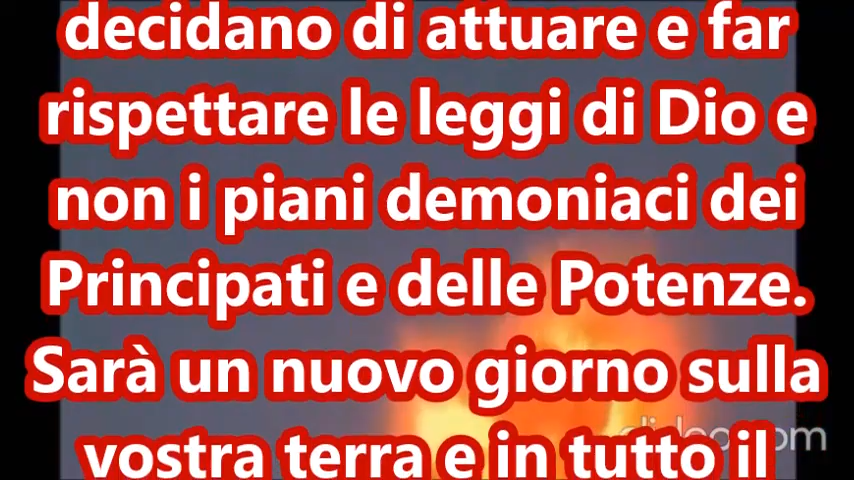 decidano di attuare e far
rispettare le leggi di Dio e
non i piani demoniaci dei
Principati e delle Potenze.
Sarà un nuovo giorno sulla
vostra terra e in tutto il